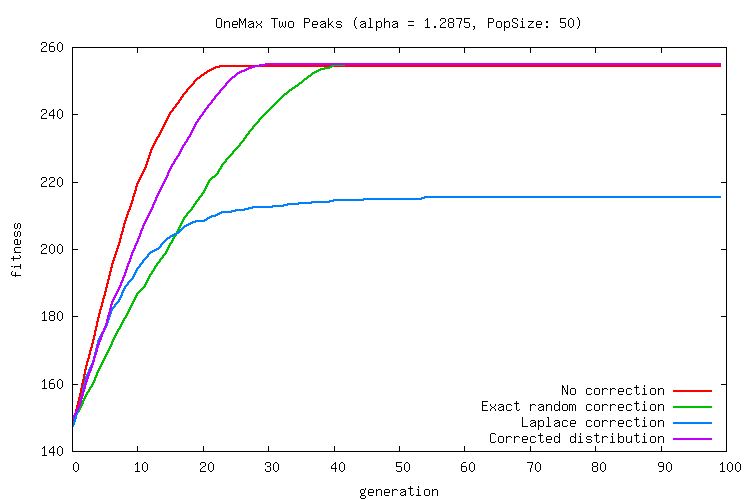 OneMax Two Peaks (alpha = 1.2875, PopSize: 50)
260
240
220
200
180
160
140
fitness
No correction
Exact random correction
Laplace correction
Corrected distribution
0 10 20 30 40 50 60 70 80 90 100
generation